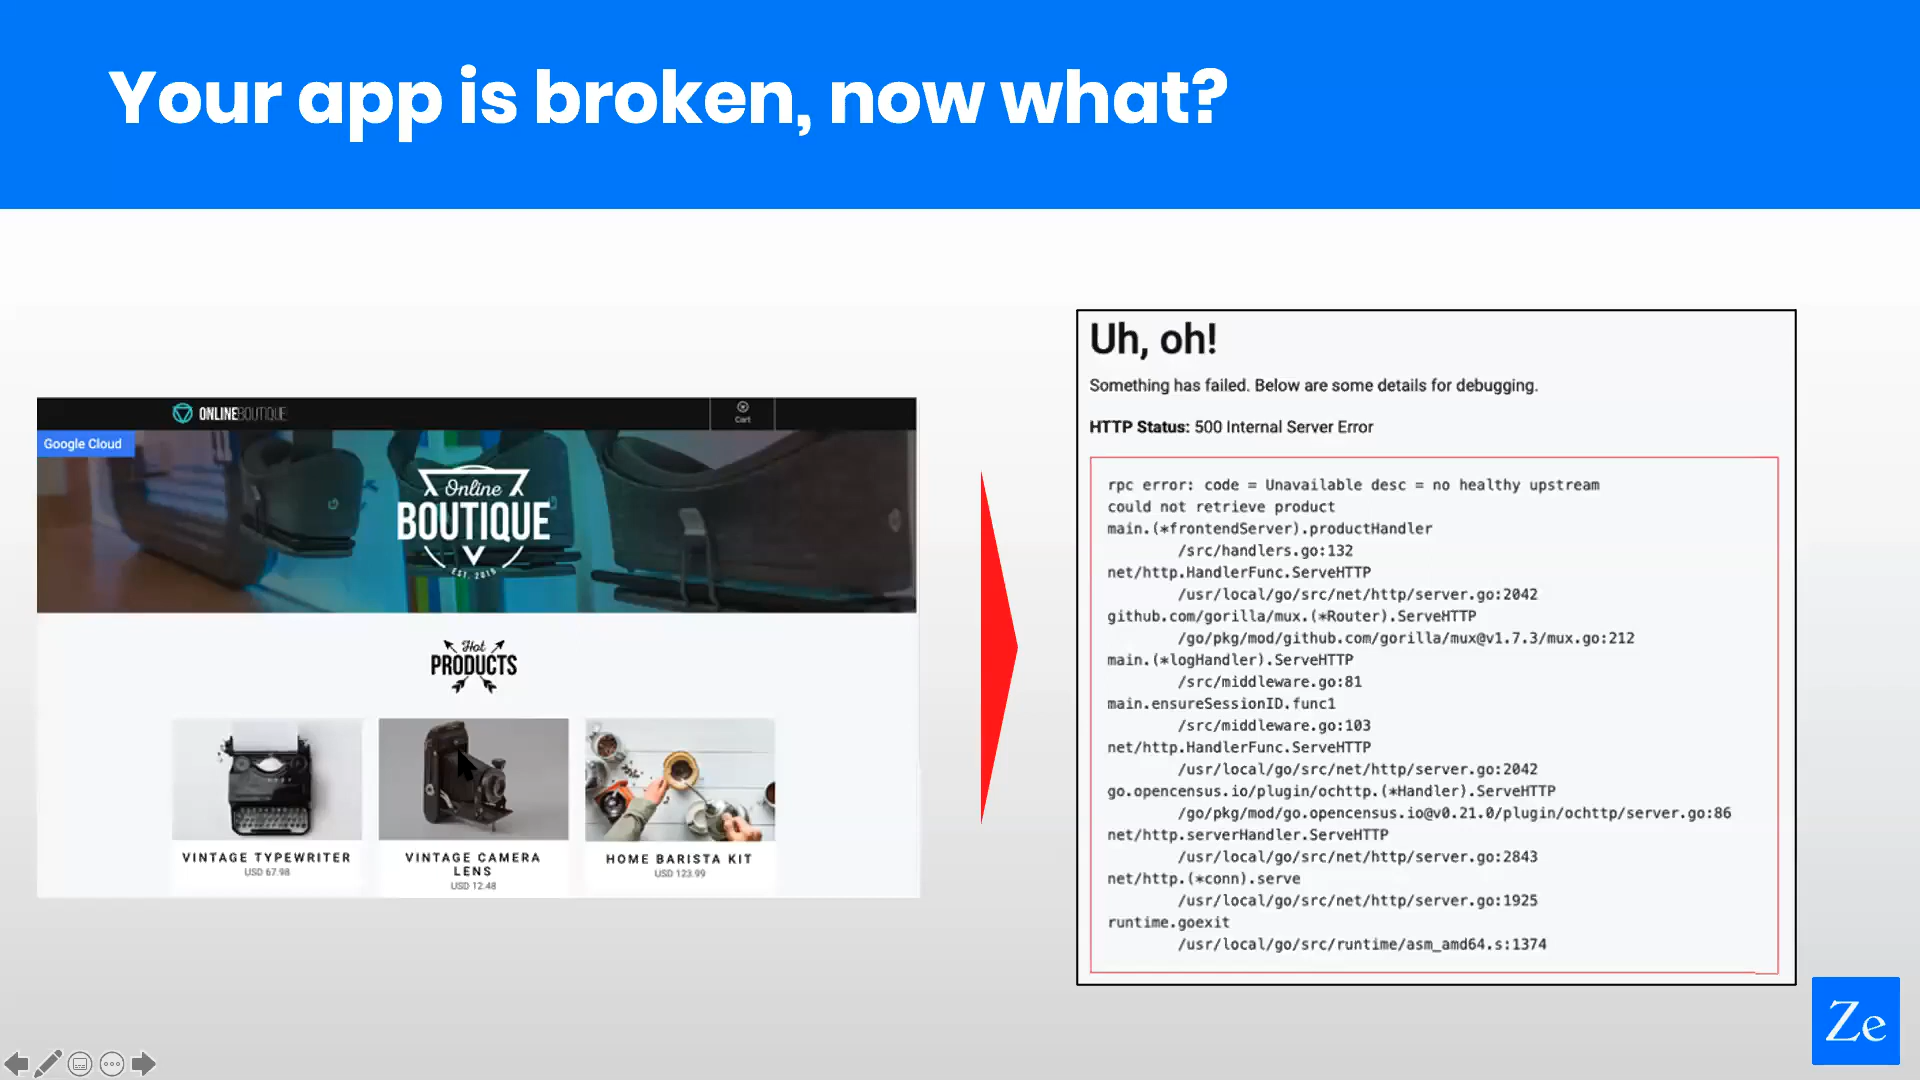 Your app is broken, now what?
ONLINEBOUTIQUE
Cart
Google Cloud
Online
BOUTIQUE
EST. 2019
Hot
PRODUCTS
VINTAGE TYPEWRITER
USD 67.98
VINTAGE CAMERA
LENS
USD 12.48
HOME BARISTA KIT
USD 123.99
Uh, oh!
Something has failed. Below are some details for debugging.
HTTP Status: 500 Internal Server Error
rpc error: code = Unavailable desc = no healthy upstream
could not retrieve product
main.(*frontendServer).productHandler
/src/handlers.go:132
net/http.HandlerFunc.ServeHTTP
/usr/local/go/src/net/http/server.go:2042
github.com/gorilla/mux.(*Router).ServeHTTP
/go/pkg/mod/github.com/gorilla/mux@v1.7.3/mux.go:212
main.(*logHandler).ServeHTTP
/src/middleware.go:81
main.ensureSessionID.func1
/src/middleware.go:103
net/http.HandlerFunc.ServeHTTP
/usr/local/go/src/net/http/server.go:2042
go.opencensus.io/plugin/ochttp.(*Handler).ServeHTTP
/go/pkg/mod/go.opencensus.io@v0.21.0/plugin/ochttp/server.go:86
net/http.serverHandler.ServeHTTP
/usr/local/go/src/net/http/server.go:2843
net/http.(*conn).serve
/usr/local/go/src/net/http/server.go:1925
runtime.goexit
/usr/local/go/src/runtime/asm_amd64.s:1374
Ze